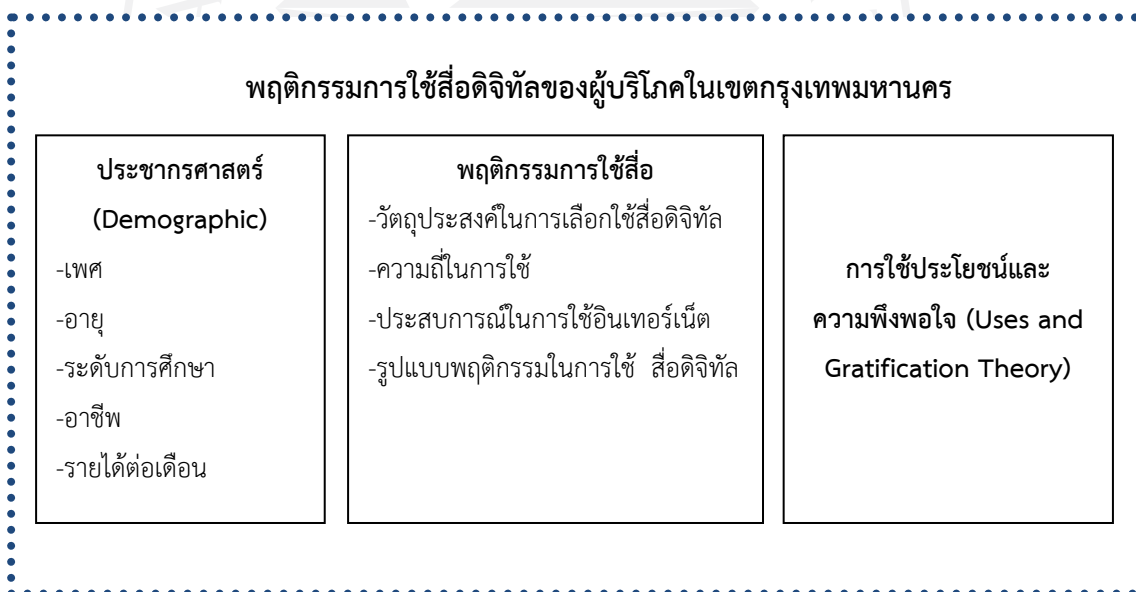 พฤติกรรมการใช้สื่อดิจิทัลของผู้บริโภคในเขตกรุงเทพมหานคร
ประชากรศาสตร์
(Demographic)
-เพศ
-อายุ
-ระดับการศึกษา
-อาชีพ
-รายได้ต่อเดือน
พฤติกรรมการใช้สื่อ
-วัตถุประสงค์ในการเลือกใช้สื่อดิจิทัล
-ความถี่ในการใช้
-ประสบการณ์ในการใช้อินเทอร์เน็ต
-รูปแบบพฤติกรรมในการใช้ สื่อดิจิทัล
การใช้ประโยชน์และ
ความพึงพอใจ (Uses and
Gratification Theory)